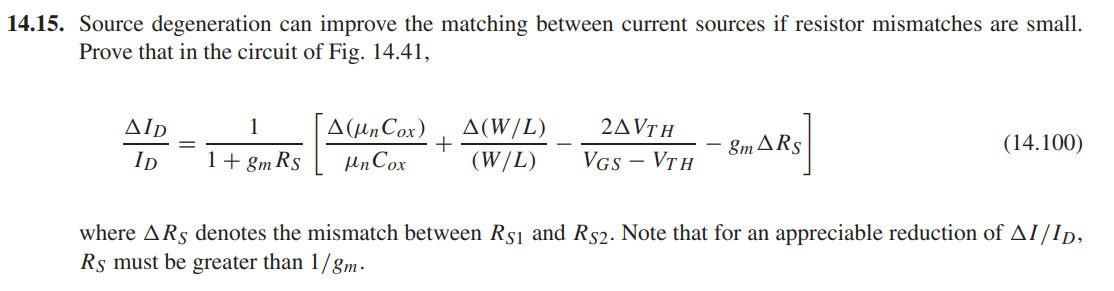 14.15. Source degeneration can improve the matching between current sources if resistor mismatches are small.
Prove that in the circuit of Fig. 14.41,
ΔI_D / I_D = 1 / (1 + g_m R_S) [ Δ(μ_n C_ox) / μ_n C_ox + Δ(W/L) / (W/L) − 2ΔV_TH / (V_GS − V_TH) − g_m ΔR_S ] (14.100)
where ΔR_S denotes the mismatch between R_S1 and R_S2. Note that for an appreciable reduction of ΔI/I_D,
R_S must be greater than 1/g_m.